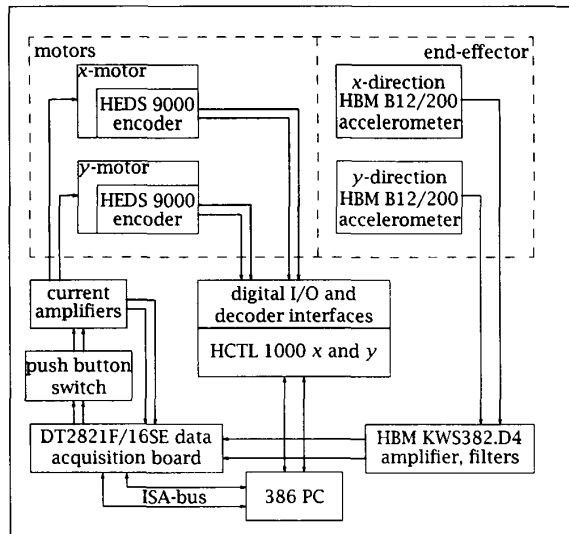 motors
end-effector
x-motor
HEDS 9000
encoder
x-direction
HBM B12/200
accelerometer
y-motor
HEDS 9000
encoder
y-direction
HBM B12/200
accelerometer
current
amplifiers
digital I/O and
decoder interfaces
HCTL 1000 x and y
push button
switch
DT2821F/16SE data
acquisition board
HBM KWS382.D4
amplifier, filters
ISA-bus
386 PC